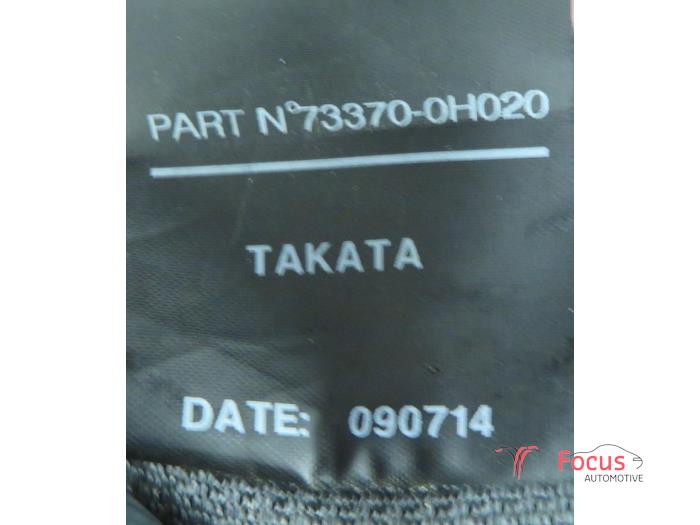 PART N°73370-0H020
TAKATA
DATE: 090714
Focus
AUTOMOTIVE